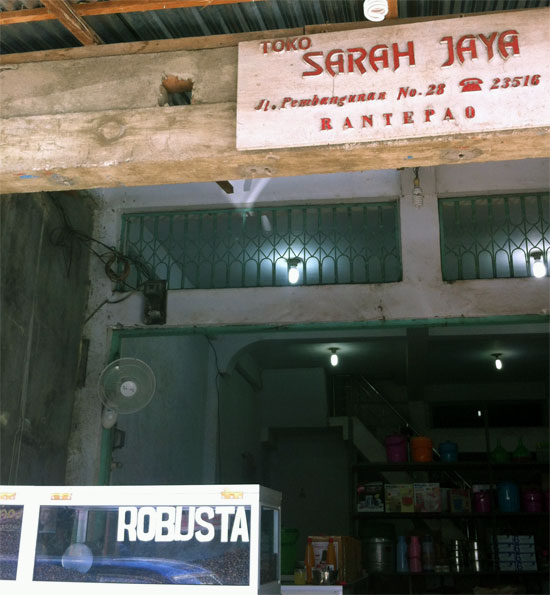 TOKO SARAH JAYA
Jl. Pembangunan No. 28 ☎ 23516
RANTEPAO
ROBUSTA